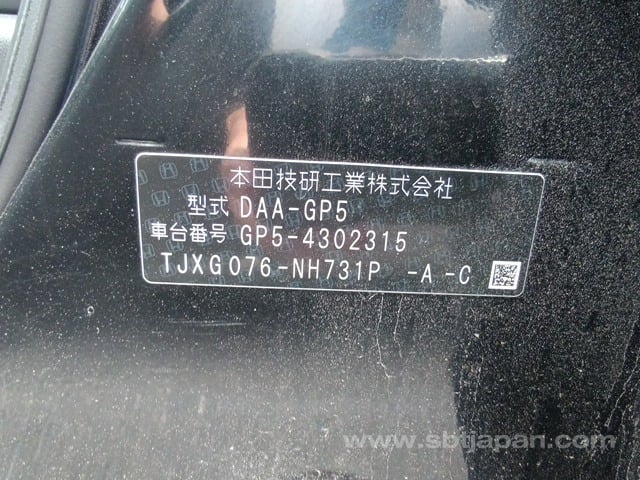 本田技研工業株式会社
型式 DAA-GP5
車台番号 GP5-4302315
TJXG076-NH731P -A-C
www.sbtjapan.com